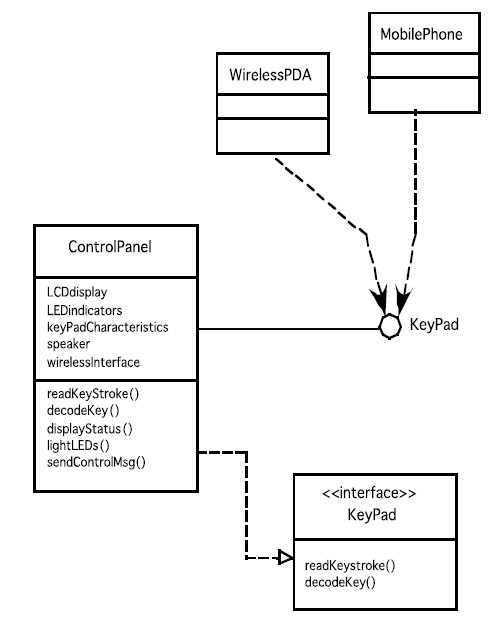 MobilePhone
WirelessPDA
ControlPanel
LCDdisplay
LEDindicators
keyPadCharacteristics
speaker
wirelessInterface
KeyPad
readKeyStroke()
decodeKey()
displayStatus()
lightLEDs()
sendControlMsg()
<<interface>>
KeyPad
readKeystroke()
decodeKey()